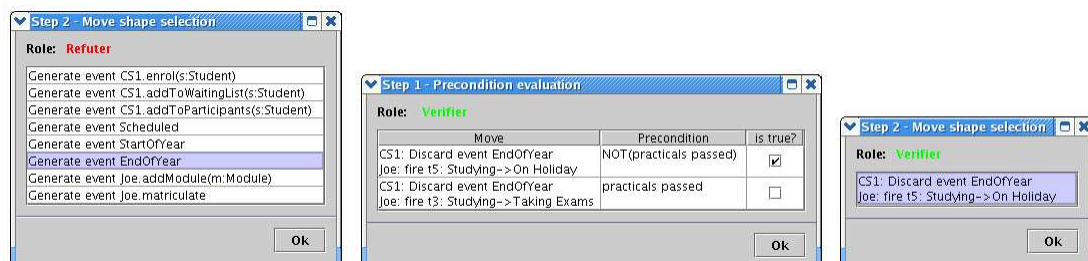 Step 2 - Move shape selection
Role: Refuter
Generate event CS1.enrol(s:Student)
Generate event CS1.addToWaitingList(s:Student)
Generate event CS1.addToParticipants(s:Student)
Generate event Scheduled
Generate event StartOfYear
Generate event EndOfYear
Generate event Joe.addModule(m:Module)
Generate event Joe.matriculate
Ok
Step 1 - Precondition evaluation
Role: Verifier
Move Precondition is true?
CS1: Discard event EndOfYear NOT(practicals passed)
Joe: fire t5: Studying->On Holiday
CS1: Discard event EndOfYear practicals passed
Joe: fire t3: Studying->Taking Exams
Ok
Step 2 - Move shape selection
Role: Verifier
CS1: Discard event EndOfYear
Joe: fire t5: Studying->On Holiday
Ok